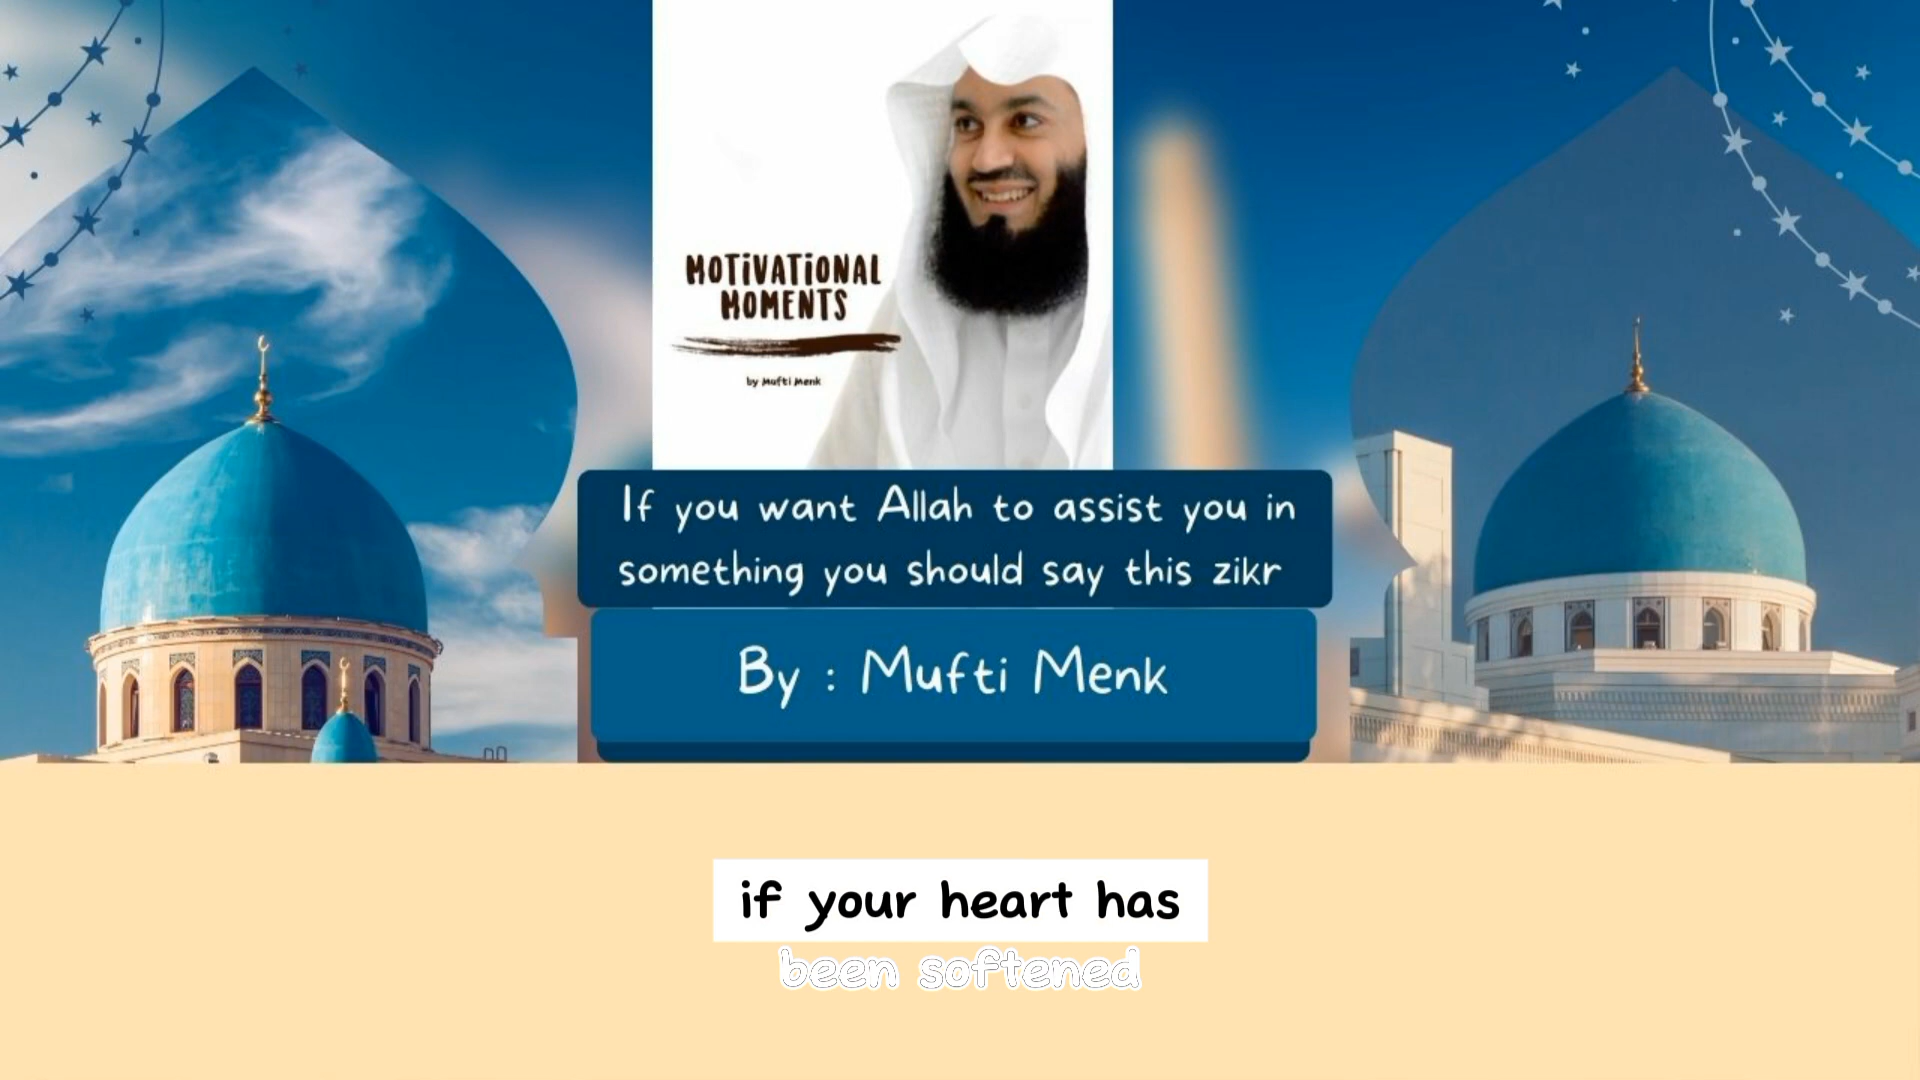 MOTiVATiONAL
MOMENTS
by Mufti Menk
If you want Allah to assist you in
something you should say this zikr
By : Mufti Menk
if your heart has
been softened